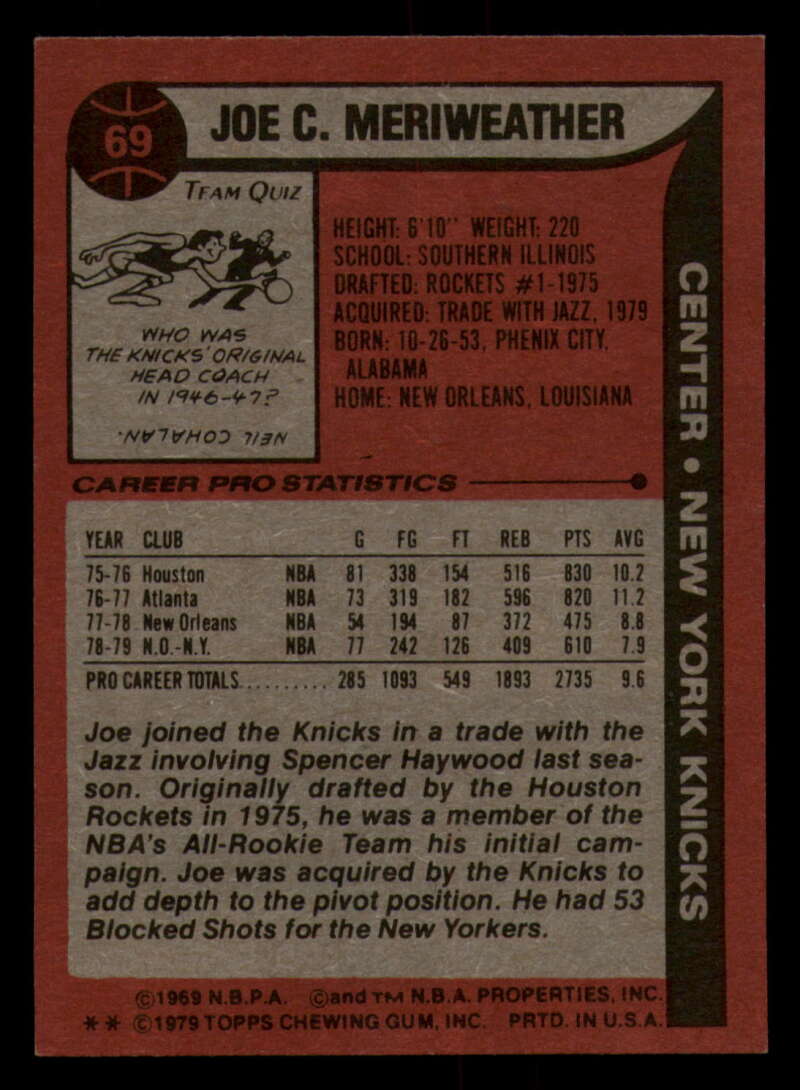 69
JOE C. MERIWEATHER
TEAM QUIZ
WHO WAS
THE KNICKS' ORIGINAL
HEAD COACH
IN 1946-47?
NEIL COHALAN.
HEIGHT: 6'10" WEIGHT: 220
SCHOOL: SOUTHERN ILLINOIS
DRAFTED: ROCKETS #1-1975
ACQUIRED: TRADE WITH JAZZ, 1979
BORN: 10-26-53, PHENIX CITY,
ALABAMA
HOME: NEW ORLEANS, LOUISIANA
CENTER • NEW YORK KNICKS
CAREER PRO STATISTICS
YEAR CLUB G FG FT REB PTS AVG
75-76 Houston NBA 81 338 154 516 830 10.2
76-77 Atlanta NBA 73 319 182 596 820 11.2
77-78 New Orleans NBA 54 194 87 372 475 8.8
78-79 N.O.-N.Y. NBA 77 242 126 409 610 7.9
PRO CAREER TOTALS.......... 285 1093 549 1893 2735 9.6
Joe joined the Knicks in a trade with the
Jazz involving Spencer Haywood last sea-
son. Originally drafted by the Houston
Rockets in 1975, he was a member of the
NBA's All-Rookie Team his initial cam-
paign. Joe was acquired by the Knicks to
add depth to the pivot position. He had 53
Blocked Shots for the New Yorkers.
©1969 N.B.P.A. ©and TM N.B.A. PROPERTIES, INC.
** ©1979 TOPPS CHEWING GUM, INC. PRTD. IN U.S.A.